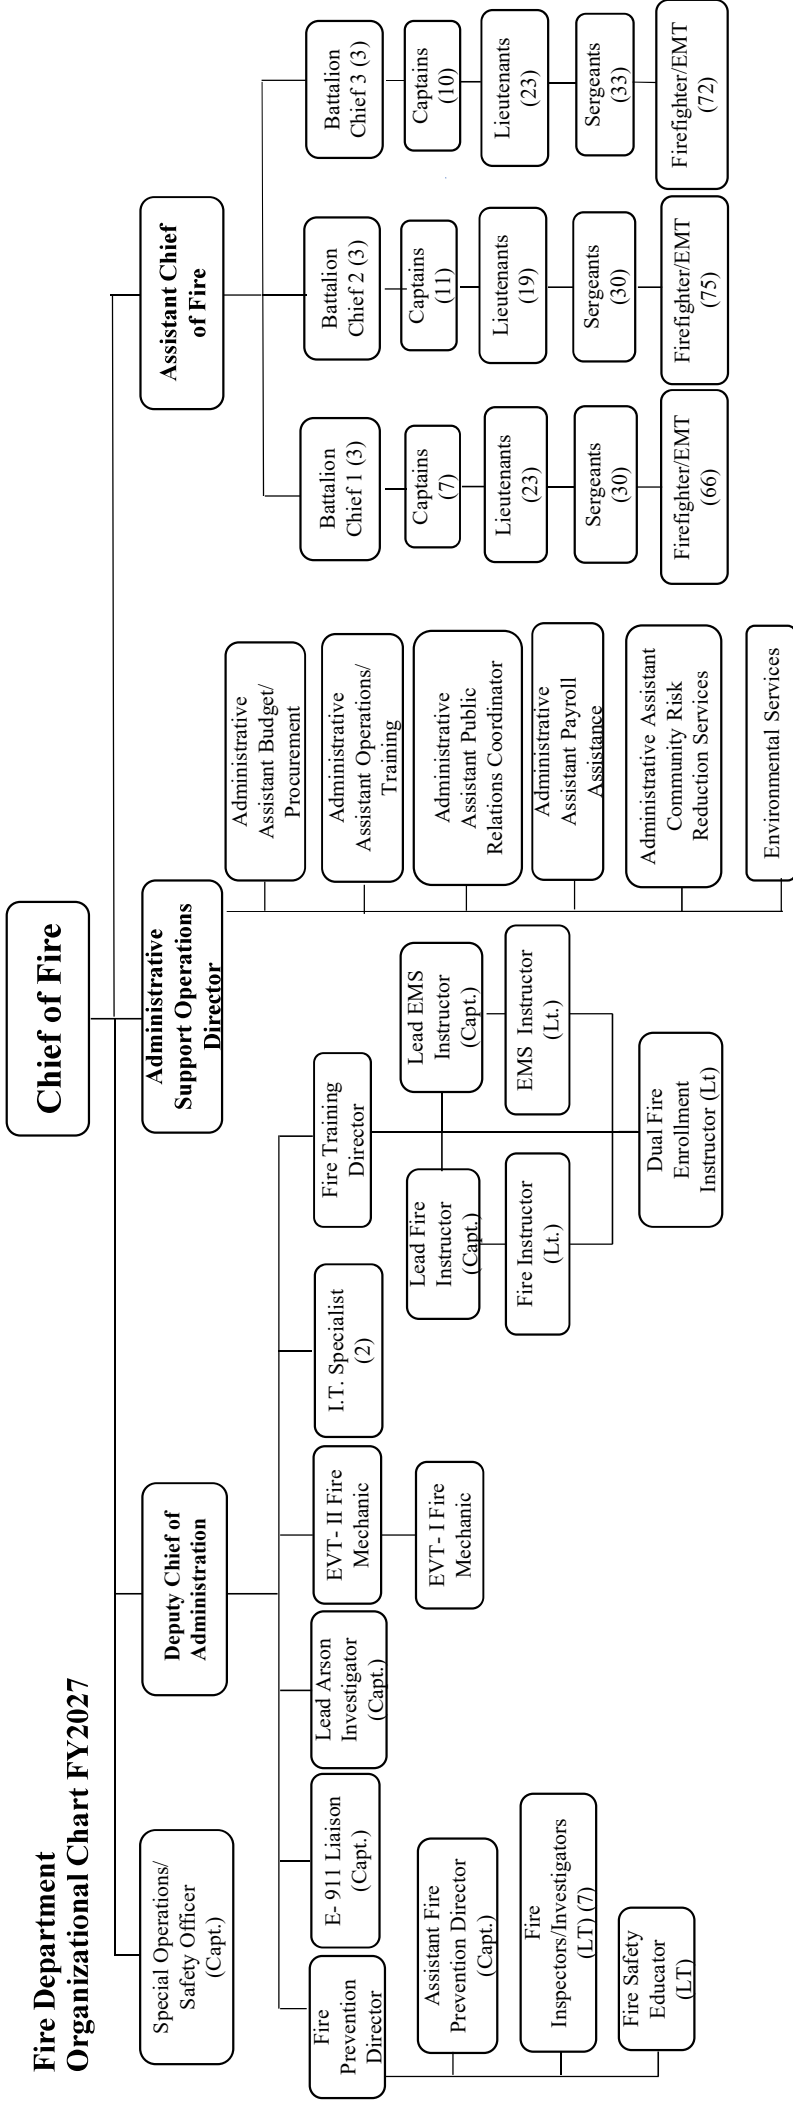 Fire Department
Organizational Chart FY2027
Chief of Fire
Special Operations/
Safety Officer
(Capt.)
Deputy Chief of
Administration
Administrative
Support Operations
Director
Assistant Chief
of Fire
Fire
Prevention
Director
E- 911 Liaison
(Capt.)
Lead Arson
Investigator
(Capt.)
EVT- II Fire
Mechanic
I.T. Specialist
(2)
Fire Training
Director
Assistant Fire
Prevention Director
(Capt.)
Fire
Inspectors/Investigators
(LT) (7)
Fire Safety
Educator
(LT)
EVT- I Fire
Mechanic
Lead Fire
Instructor
(Capt.)
Lead EMS
Instructor
(Capt.)
Fire Instructor
(Lt.)
EMS Instructor
(Lt.)
Dual Fire
Enrollment
Instructor (Lt)
Administrative
Assistant Budget/
Procurement
Administrative
Assistant Operations/
Training
Administrative
Assistant Public
Relations Coordinator
Administrative
Assistant Payroll
Assistance
Administrative Assistant
Community Risk
Reduction Services
Environmental Services
Battalion
Chief 1 (3)
Captains
(7)
Lieutenants
(23)
Sergeants
(30)
Firefighter/EMT
(66)
Battalion
Chief 2 (3)
Captains
(11)
Lieutenants
(19)
Sergeants
(30)
Firefighter/EMT
(75)
Battalion
Chief 3 (3)
Captains
(10)
Lieutenants
(23)
Sergeants
(33)
Firefighter/EMT
(72)